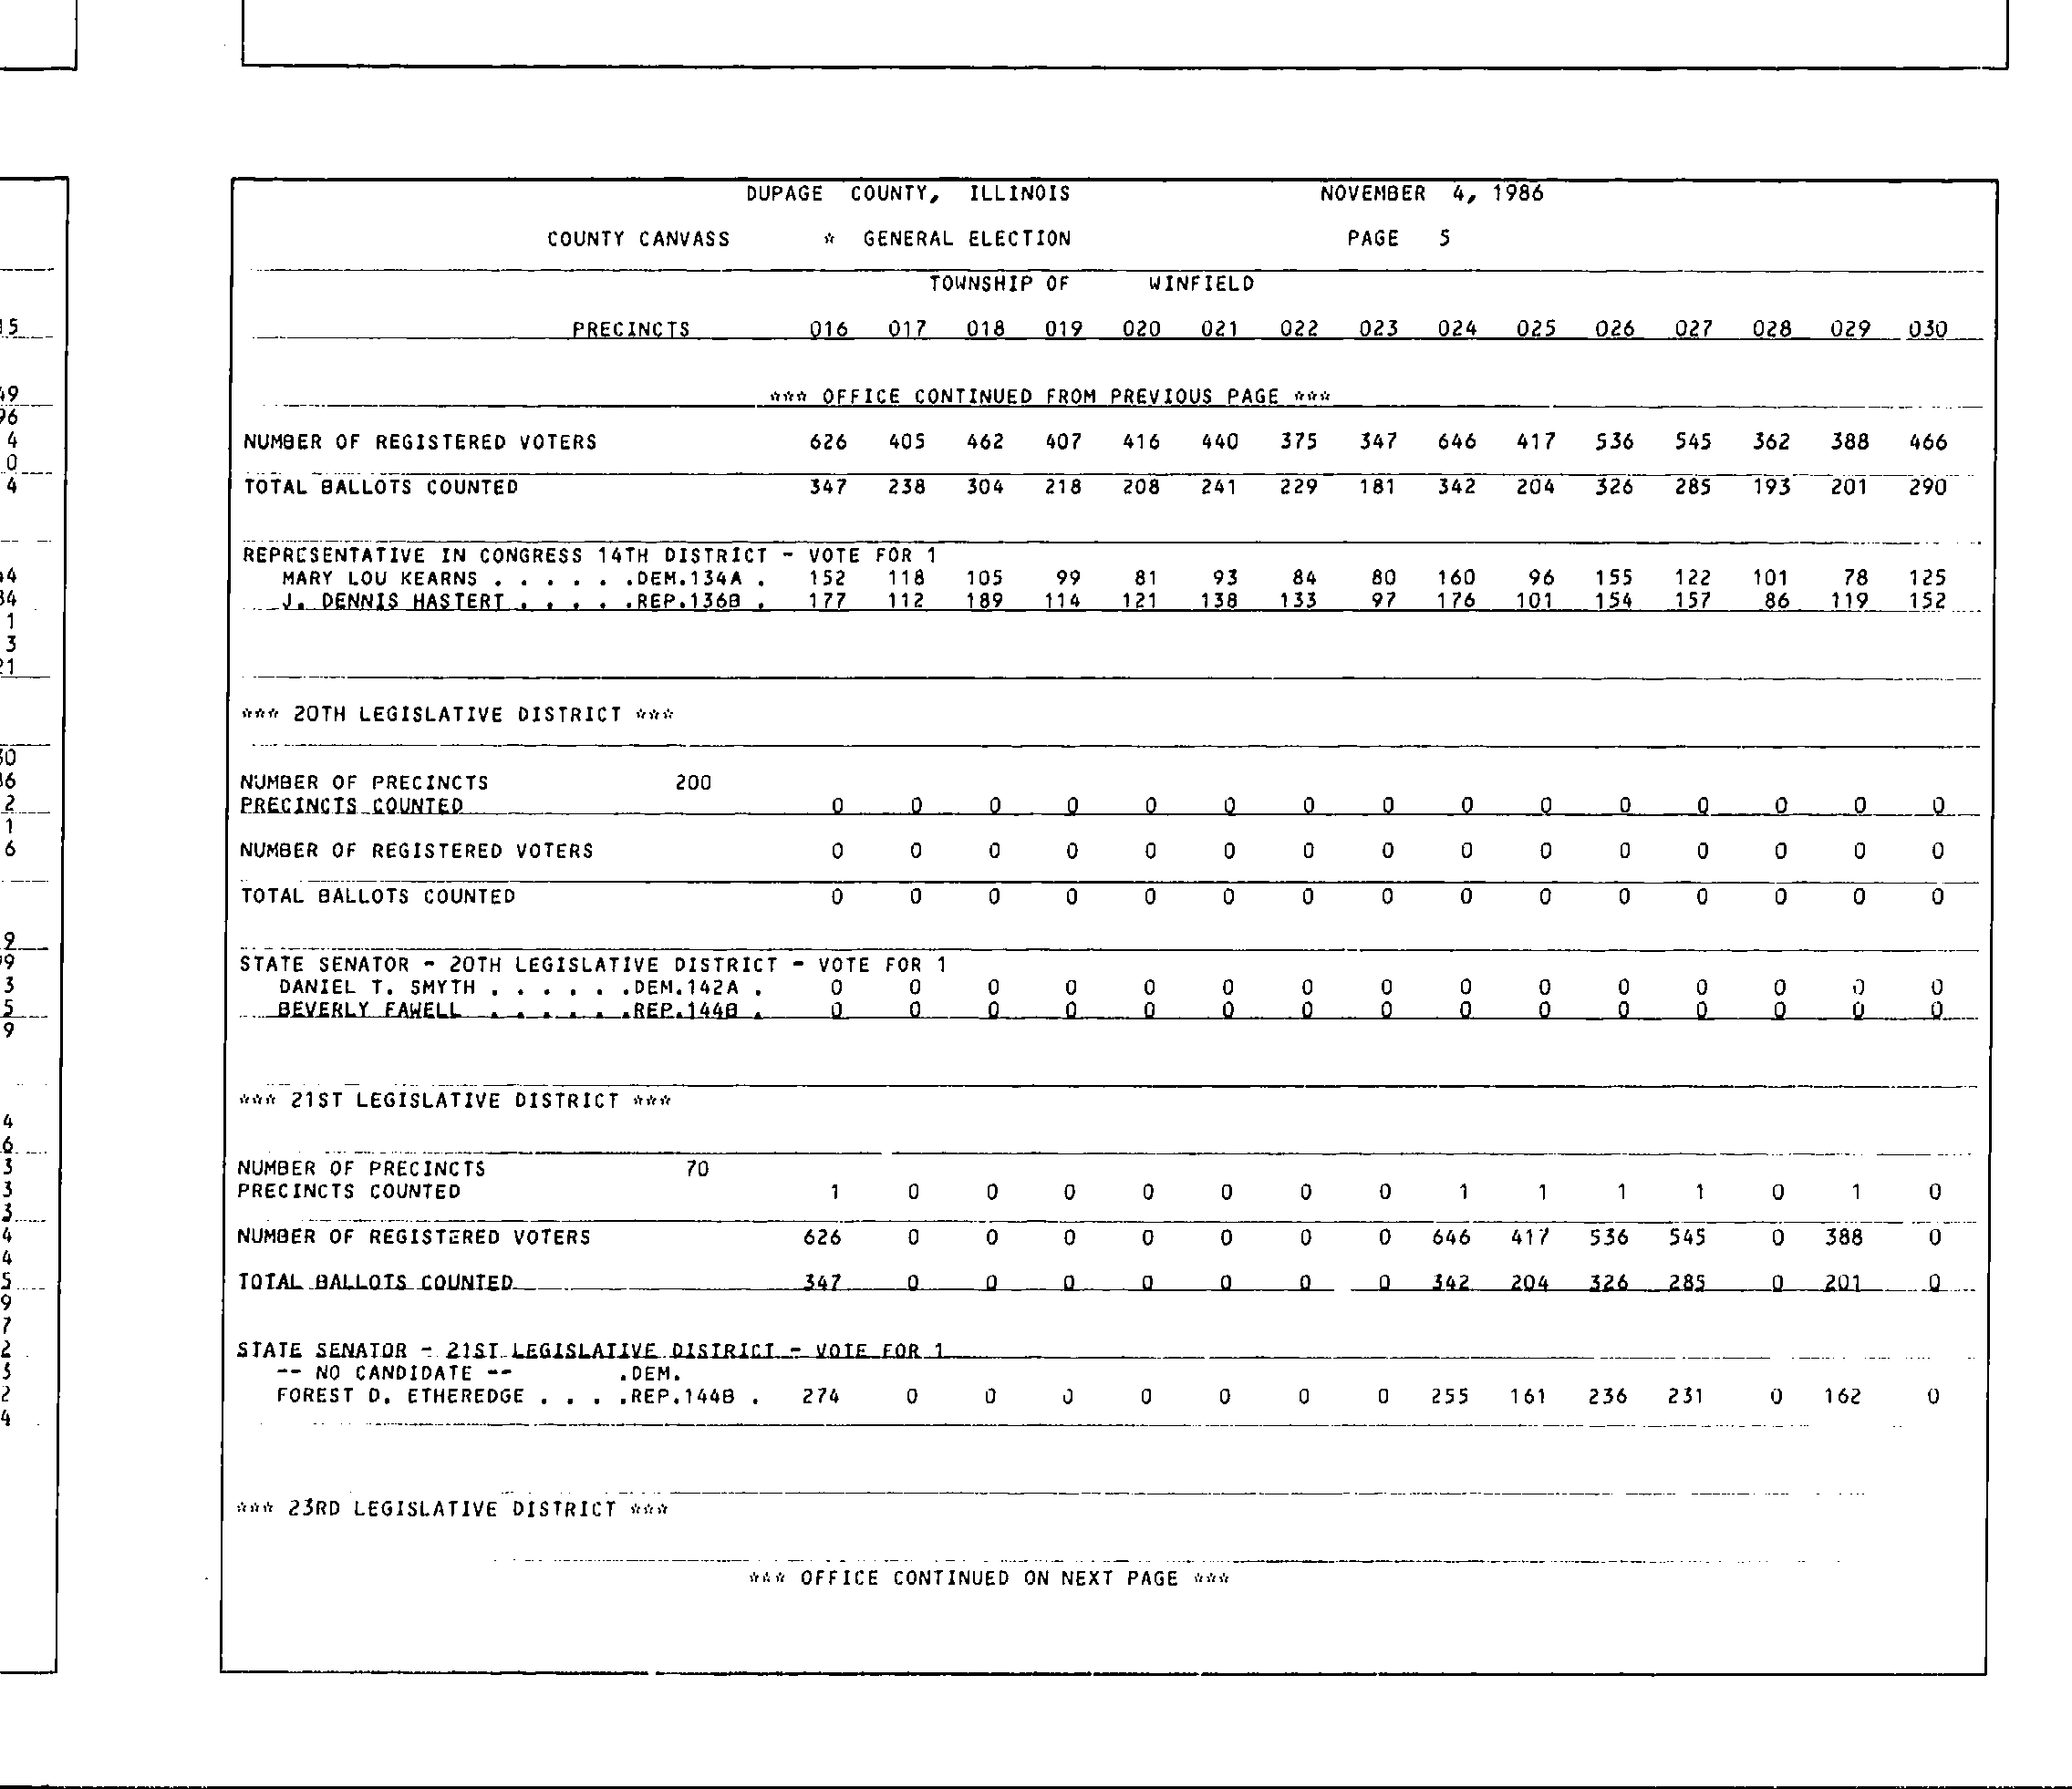 DUPAGE COUNTY, ILLINOIS NOVEMBER 4, 1986
COUNTY CANVASS * GENERAL ELECTION PAGE 5
TOWNSHIP OF WINFIELD
PRECINCTS 016 017 018 019 020 021 022 023 024 025 026 027 028 029 030
*** OFFICE CONTINUED FROM PREVIOUS PAGE ***
NUMBER OF REGISTERED VOTERS 626 405 462 407 416 440 375 347 646 417 536 545 362 388 466
TOTAL BALLOTS COUNTED 347 238 304 218 208 241 229 181 342 204 326 285 193 201 290
REPRESENTATIVE IN CONGRESS 14TH DISTRICT - VOTE FOR 1
MARY LOU KEARNS . . . . . .DEM.134A . 152 118 105 99 81 93 84 80 160 96 155 122 101 78 125
J. DENNIS HASTERT . . . . .REP.136B . 177 112 189 114 121 138 133 97 176 101 154 157 86 119 152
*** 20TH LEGISLATIVE DISTRICT ***
NUMBER OF PRECINCTS 200
PRECINCTS COUNTED 0 0 0 0 0 0 0 0 0 0 0 0 0 0 0
NUMBER OF REGISTERED VOTERS 0 0 0 0 0 0 0 0 0 0 0 0 0 0 0
TOTAL BALLOTS COUNTED 0 0 0 0 0 0 0 0 0 0 0 0 0 0 0
STATE SENATOR - 20TH LEGISLATIVE DISTRICT - VOTE FOR 1
DANIEL T. SMYTH . . . . . .DEM.142A . 0 0 0 0 0 0 0 0 0 0 0 0 0 0 0
BEVERLY FAWELL . . . . . .REP.144B . 0 0 0 0 0 0 0 0 0 0 0 0 0 0 0
*** 21ST LEGISLATIVE DISTRICT ***
NUMBER OF PRECINCTS 70
PRECINCTS COUNTED 1 0 0 0 0 0 0 0 1 1 1 1 0 1 0
NUMBER OF REGISTERED VOTERS 626 0 0 0 0 0 0 0 646 417 536 545 0 388 0
TOTAL BALLOTS COUNTED 347 0 0 0 0 0 0 0 342 204 326 285 0 201 0
STATE SENATOR - 21ST LEGISLATIVE DISTRICT - VOTE FOR 1
-- NO CANDIDATE -- .DEM.
FOREST D. ETHEREDGE . . . .REP.144B . 274 0 0 0 0 0 0 0 255 161 236 231 0 162 0
*** 23RD LEGISLATIVE DISTRICT ***
*** OFFICE CONTINUED ON NEXT PAGE ***